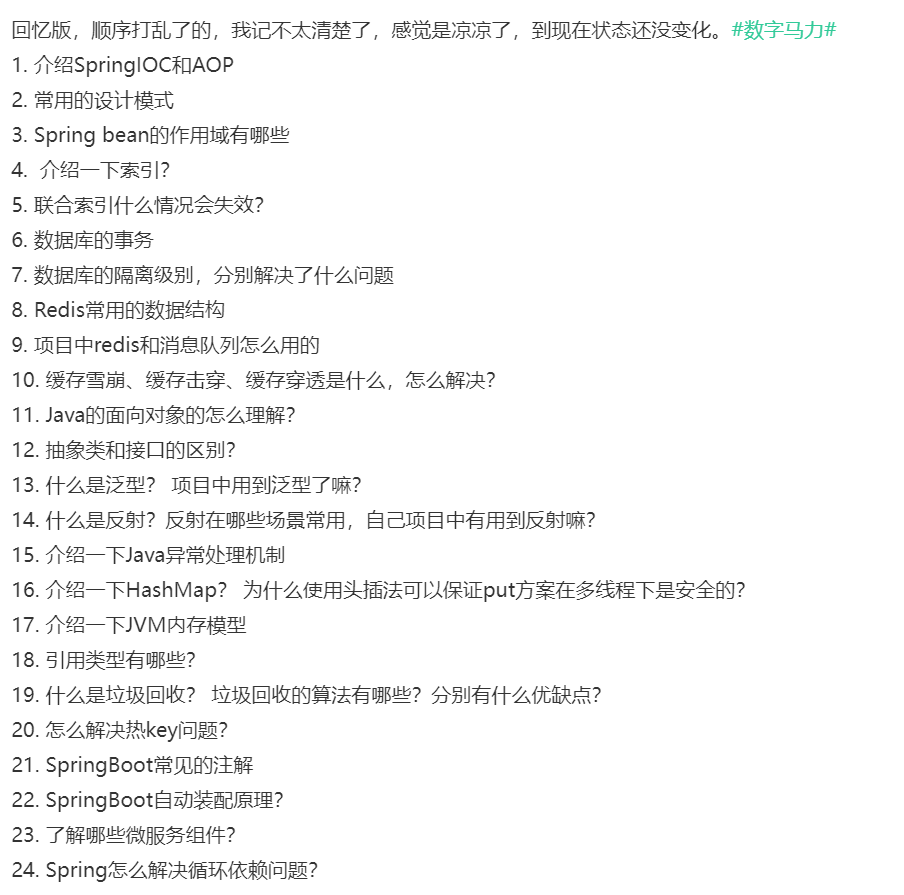 回忆版，顺序打乱了的，我记不太清楚了，感觉是凉凉了，到现在状态还没变化。#数字马力#
1. 介绍SpringIOC和AOP
2. 常用的设计模式
3. Spring bean的作用域有哪些
4. 介绍一下索引？
5. 联合索引什么情况会失效？
6. 数据库的事务
7. 数据库的隔离级别，分别解决了什么问题
8. Redis常用的数据结构
9. 项目中redis和消息队列怎么用的
10. 缓存雪崩、缓存击穿、缓存穿透是什么，怎么解决？
11. Java的面向对象的怎么理解？
12. 抽象类和接口的区别？
13. 什么是泛型？ 项目中用到泛型了嘛？
14. 什么是反射？反射在哪些场景常用，自己项目中有用到反射嘛？
15. 介绍一下Java异常处理机制
16. 介绍一下HashMap？ 为什么使用头插法可以保证put方案在多线程下是安全的？
17. 介绍一下JVM内存模型
18. 引用类型有哪些？
19. 什么是垃圾回收？ 垃圾回收的算法有哪些？分别有什么优缺点？
20. 怎么解决热key问题？
21. SpringBoot常见的注解
22. SpringBoot自动装配原理？
23. 了解哪些微服务组件？
24. Spring怎么解决循环依赖问题？